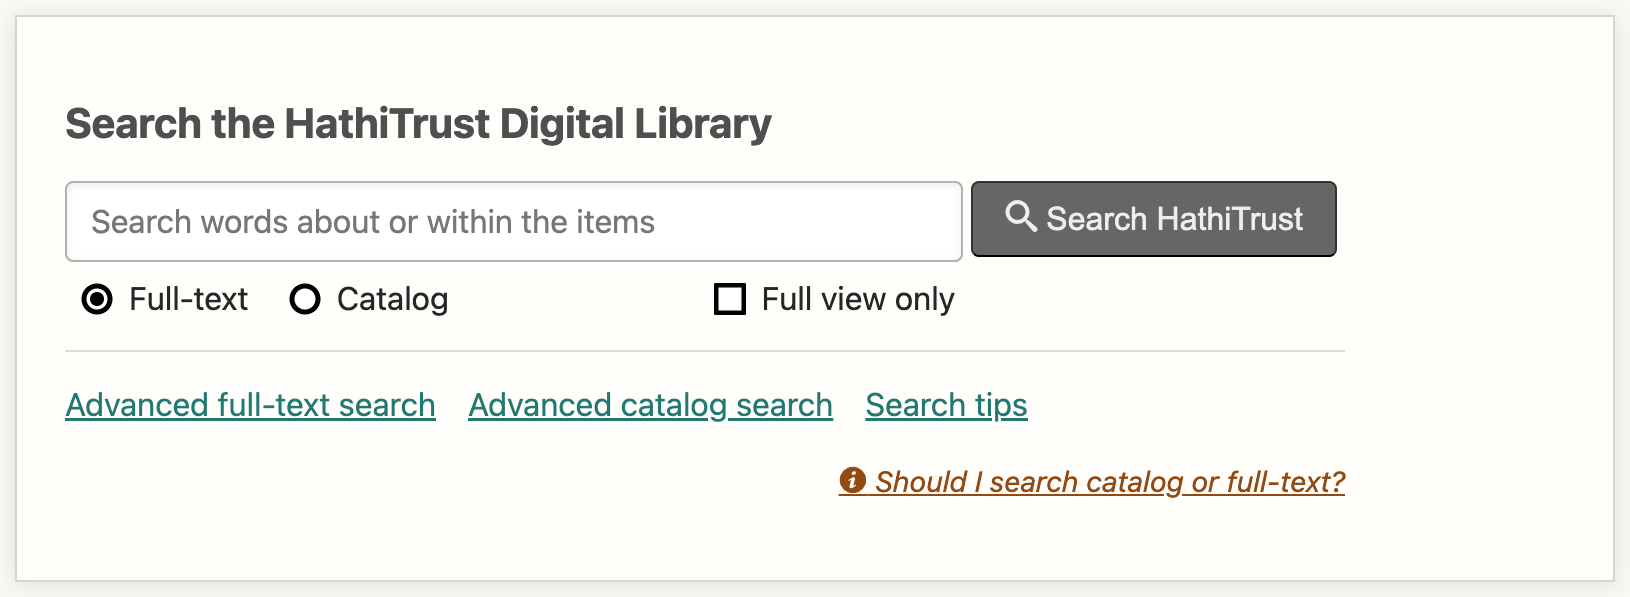 Search the HathiTrust Digital Library
Search words about or within the items
Search HathiTrust
Full-text Catalog Full view only
Advanced full-text search Advanced catalog search Search tips
Should I search catalog or full-text?